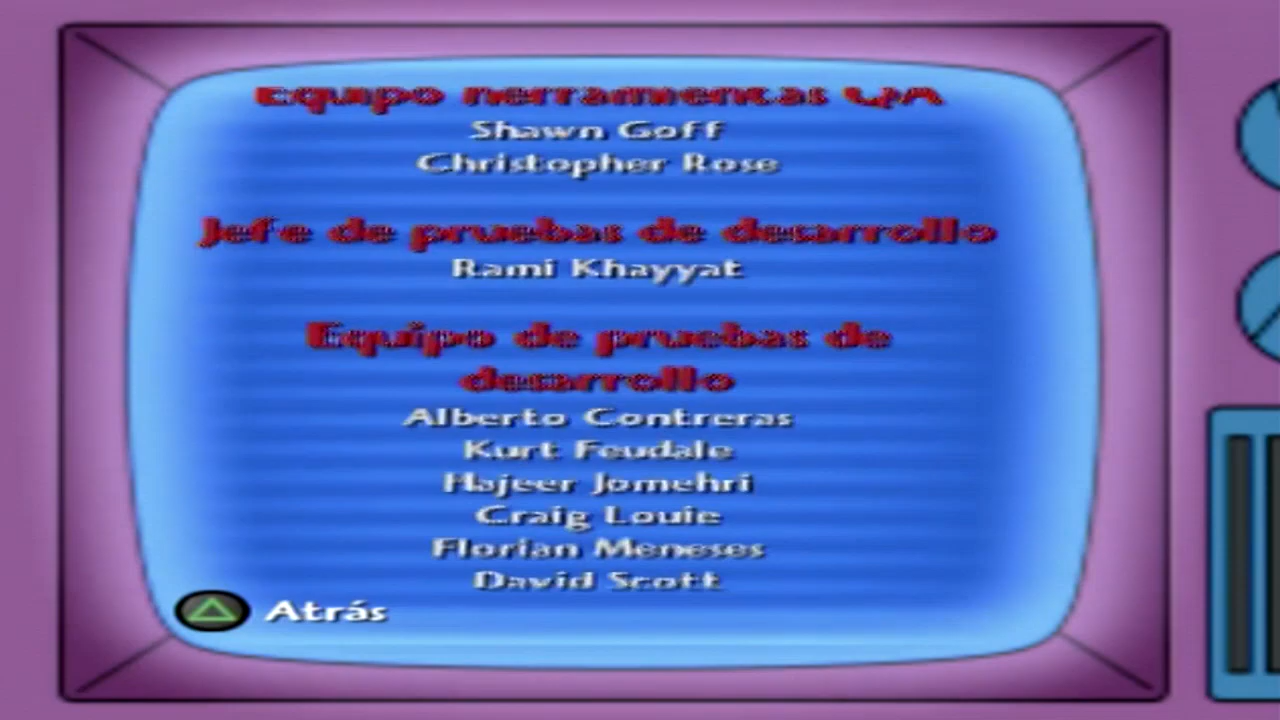 Equipo herramientas QA
Shawn Goff
Christopher Rose
Jefe de pruebas de desarrollo
Rami Khayyat
Equipo de pruebas de
desarrollo
Alberto Contreras
Kurt Feudale
Hajeer Jomehri
Craig Louie
Florian Meneses
David Scott
Atrás